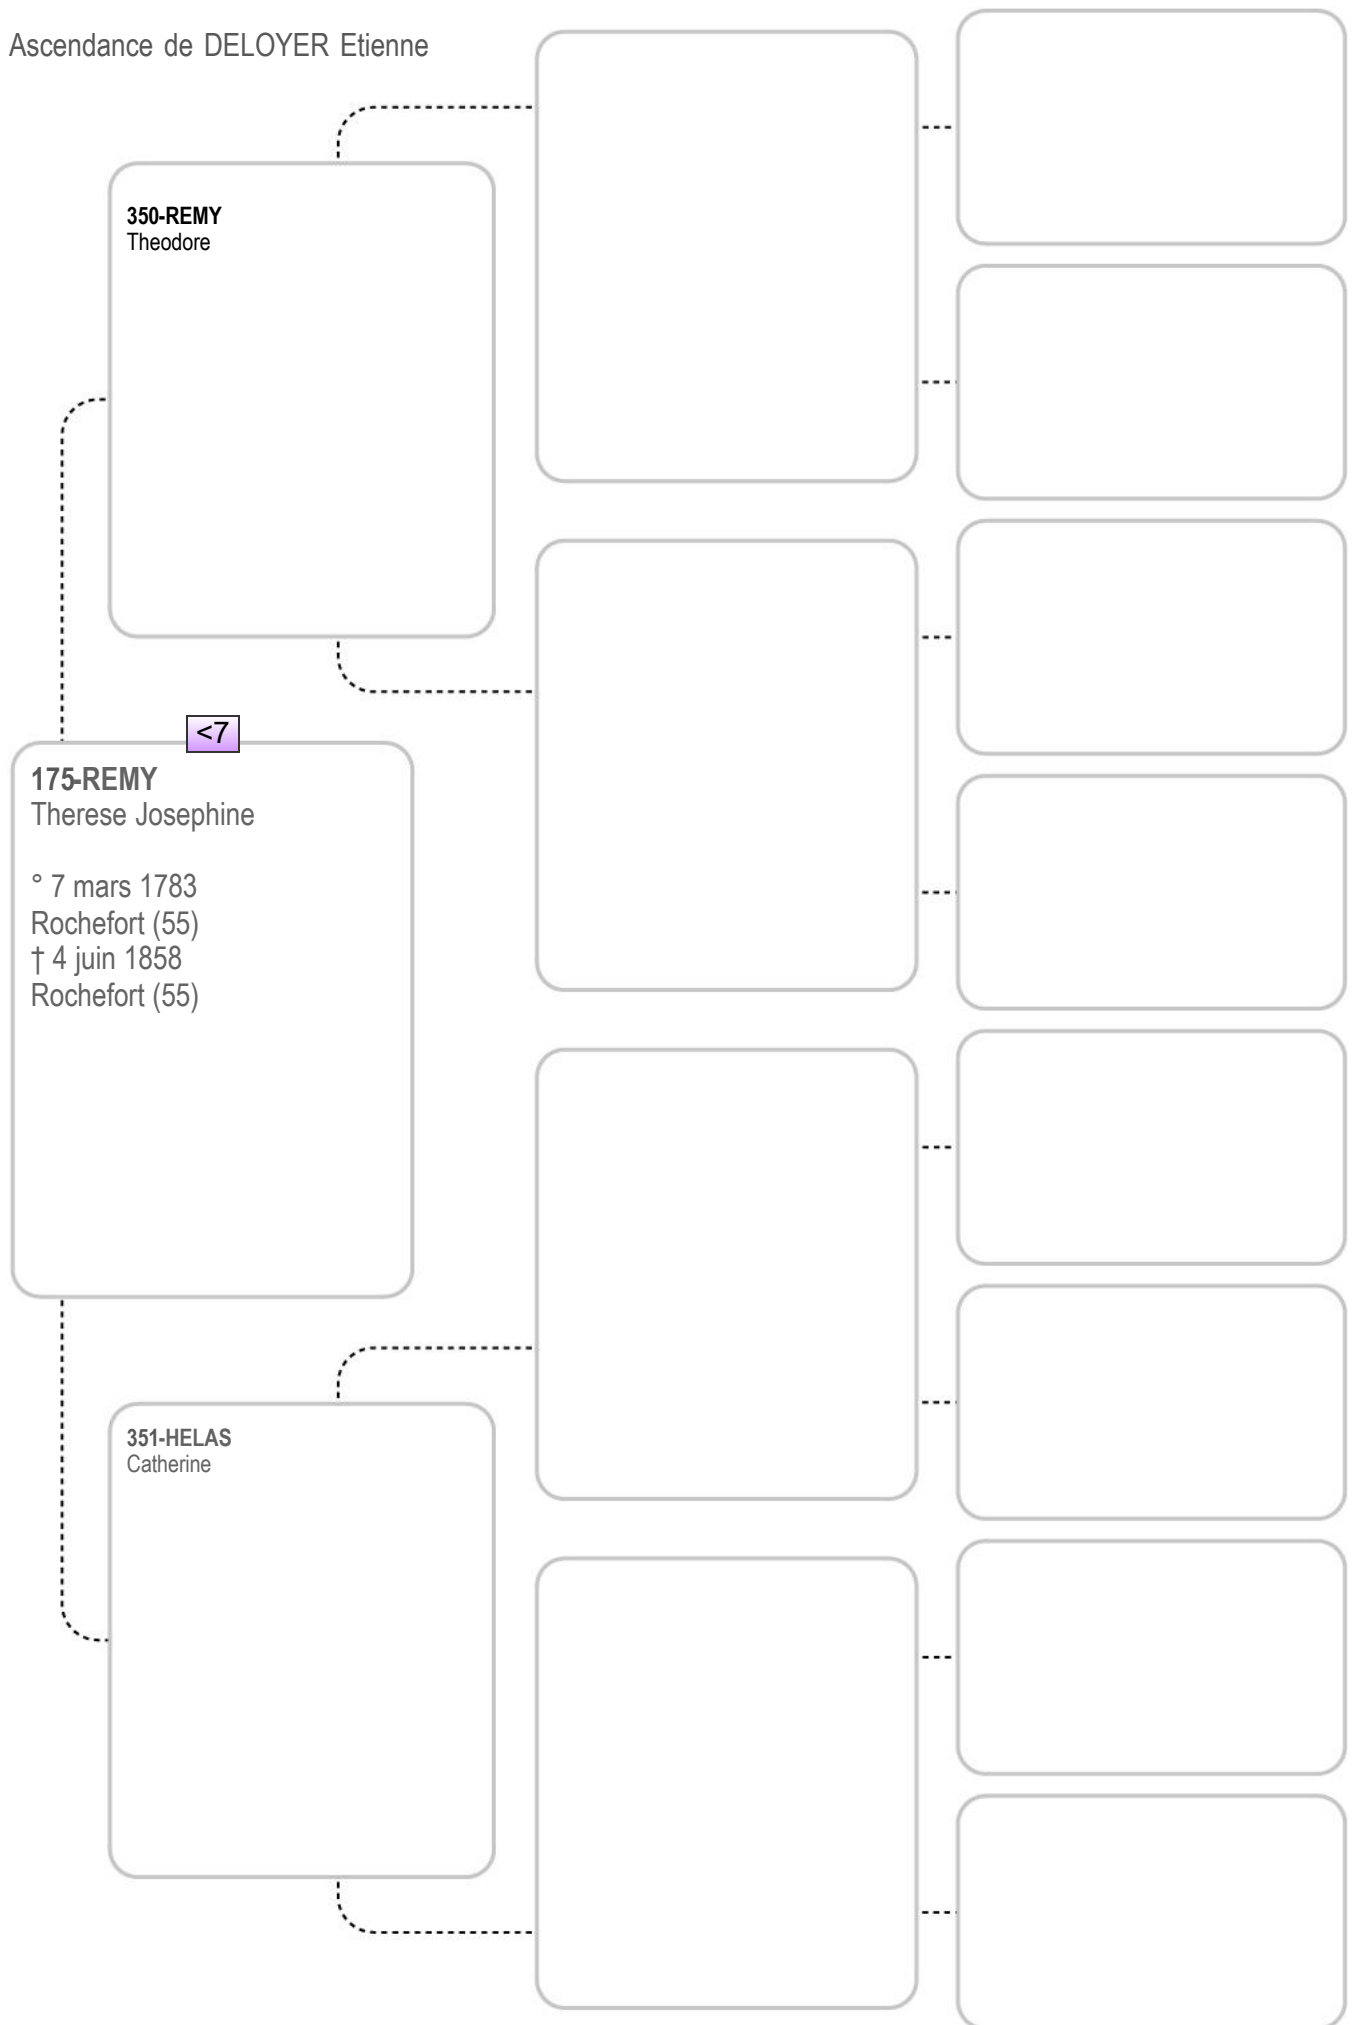 Ascendance de DELOYER Etienne
350-REMY
Theodore
<7
175-REMY
Therese Josephine
° 7 mars 1783
Rochefort (55)
† 4 juin 1858
Rochefort (55)
351-HELAS
Catherine